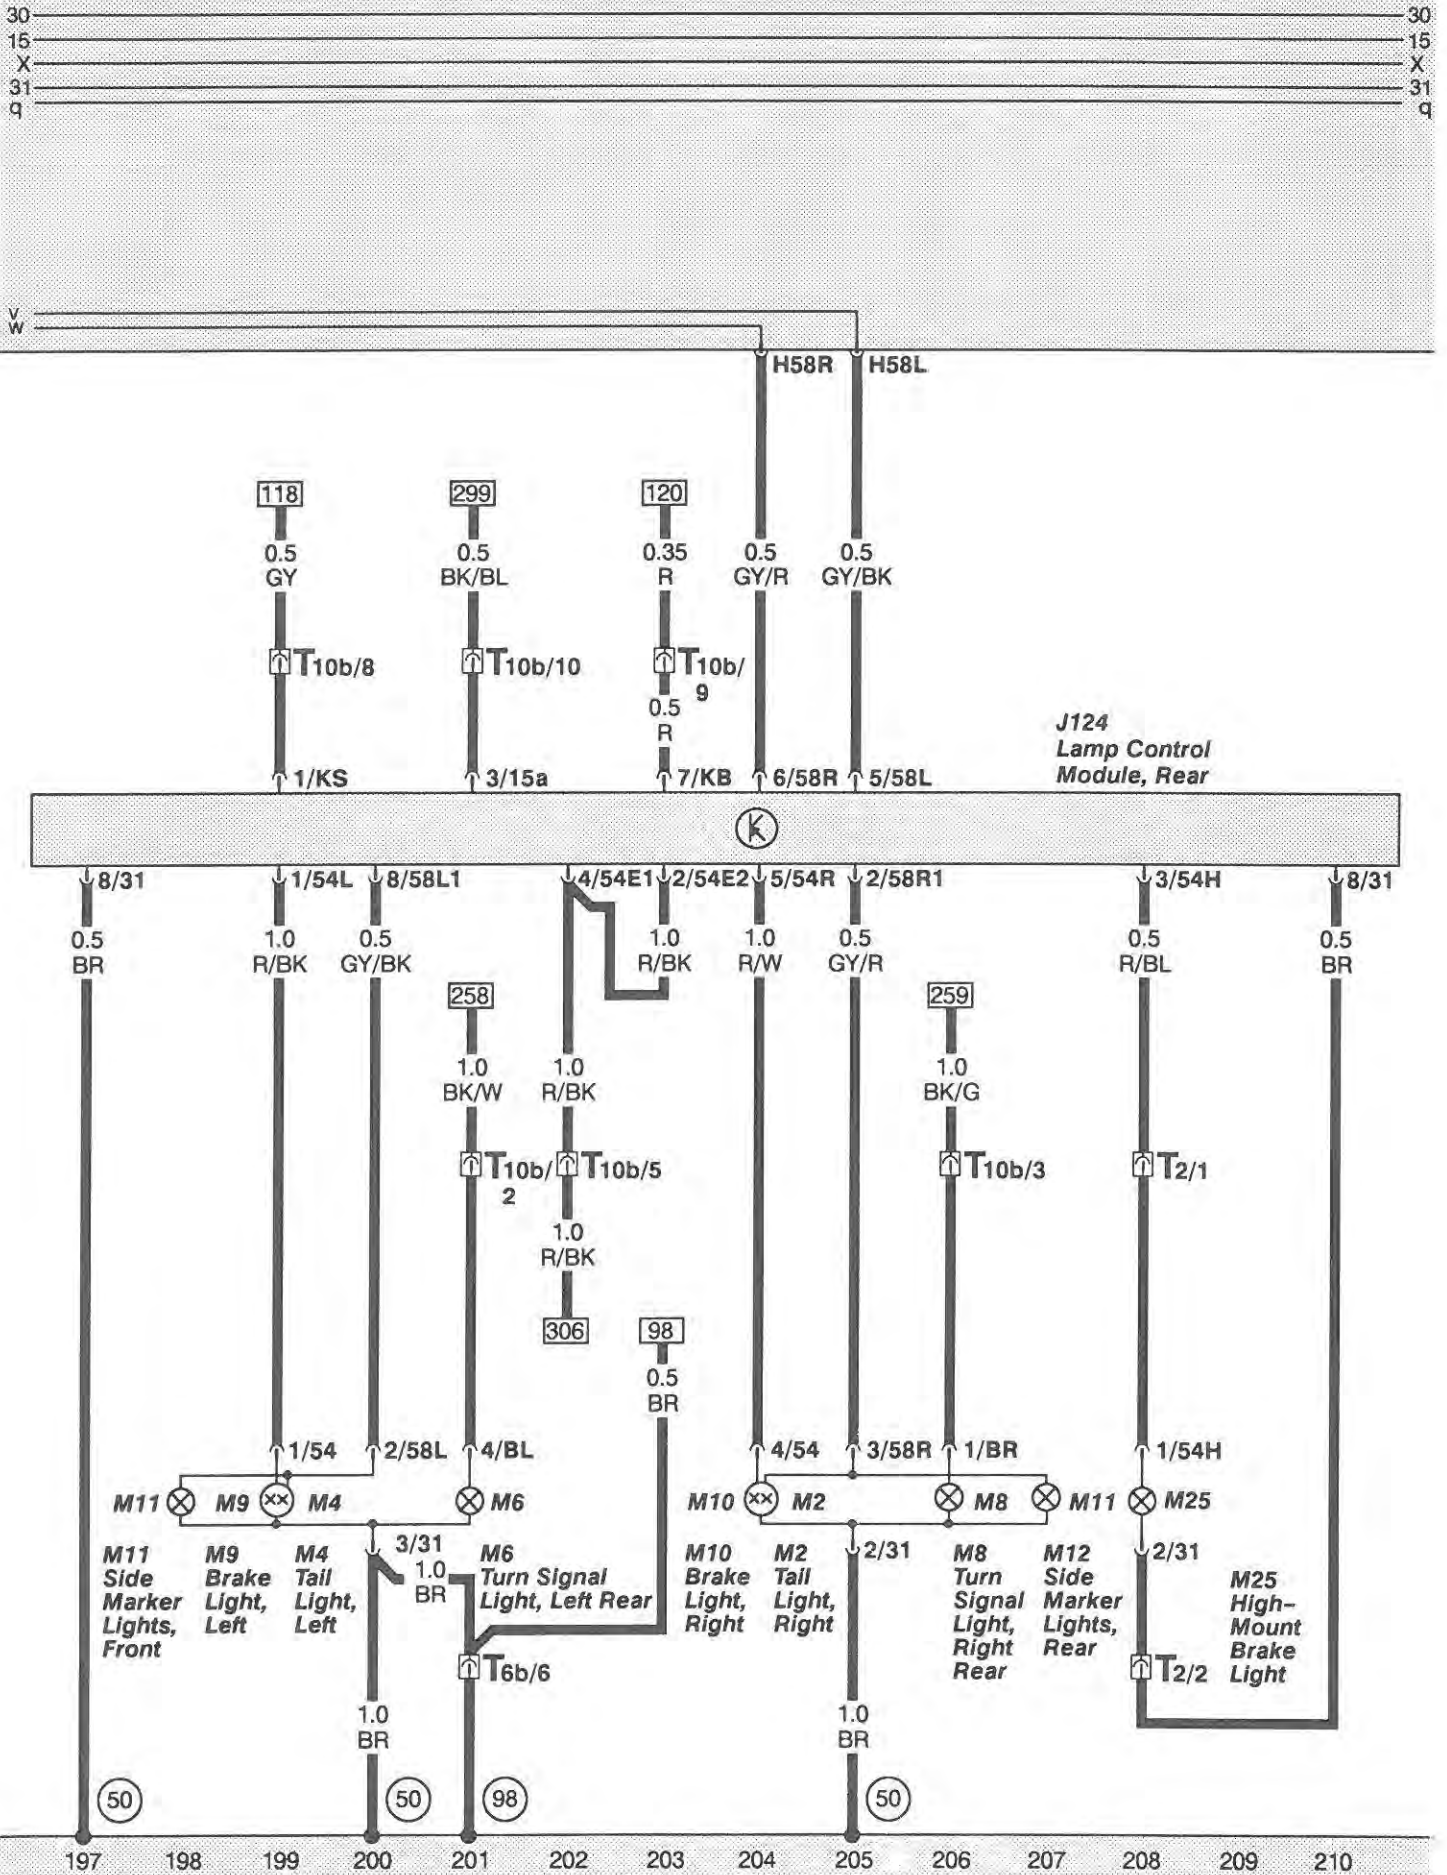 30 30
15 15
X X
31 31
q q
v
w
H58R H58L
118 299 120
0.5 0.5 0.35 0.5 0.5
GY BK/BL R GY/R GY/BK
T10b/8 T10b/10 T10b/
9
0.5
R
J124
Lamp Control
Module, Rear
1/KS 3/15a 7/KB 6/58R 5/58L
K
8/31 1/54L 8/58L1 4/54E1 2/54E2 5/54R 2/58R1 3/54H 8/31
0.5 1.0 0.5 1.0 1.0 0.5 0.5 0.5
BR R/BK GY/BK R/BK R/W GY/R R/BL BR
258 259
1.0 1.0 1.0
BK/W R/BK BK/G
T10b/ T10b/5 T10b/3 T2/1
2
1.0
R/BK
306 98
0.5
BR
1/54 2/58L 4/BL 4/54 3/58R 1/BR 1/54H
M11 M9 M4 M6 M10 M2 M8 M11 M25
3/31 2/31 2/31
1.0
BR
M11
Side
Marker
Lights,
Front
M9
Brake
Light,
Left
M4
Tail
Light,
Left
M6
Turn Signal
Light, Left Rear
M10
Brake
Light,
Right
M2
Tail
Light,
Right
M8
Turn
Signal
Light,
Right
Rear
M12
Side
Marker
Lights,
Rear
M25
High-
Mount
Brake
Light
T6b/6 T2/2
1.0 1.0
BR BR
50 50 98 50
197 198 199 200 201 202 203 204 205 206 207 208 209 210